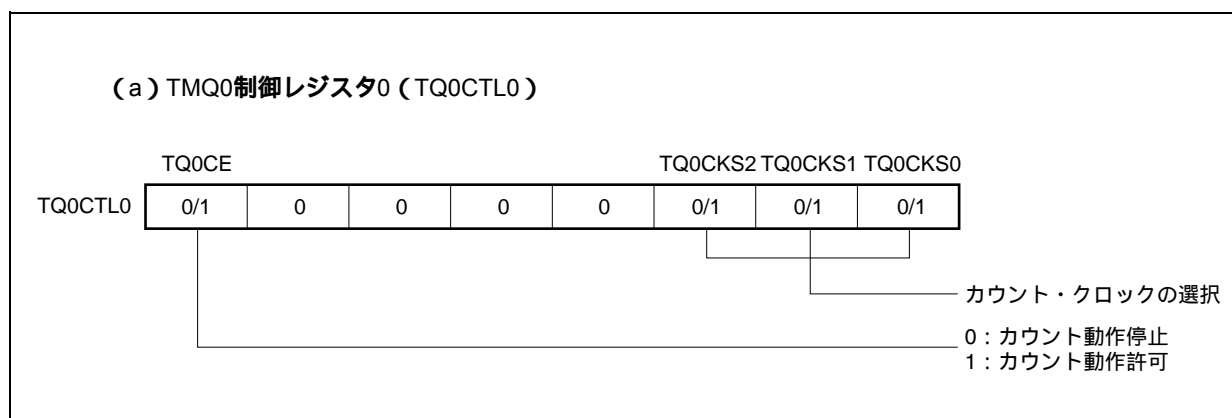 （a）TMQ0制御レジスタ0（TQ0CTL0）
TQ0CE TQ0CKS2 TQ0CKS1 TQ0CKS0
TQ0CTL0 0/1 0 0 0 0 0/1 0/1 0/1
カウント・クロックの選択
0：カウント動作停止
1：カウント動作許可